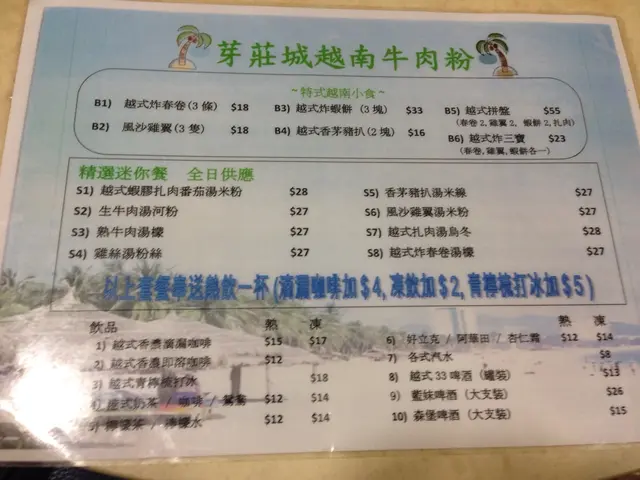 芽莊城越南牛肉粉
~特式越南小食~
B1) 越式炸春卷(3 條) $18
B3) 越式炸蝦餅 (3 塊) $33
B5) 越式拼盤 $55
(春卷 2, 雞翼 2, 蝦餅 2, 扎肉)
B2) 風沙雞翼(3 隻) $18
B4) 越式香茅豬扒(2 塊) $16
B6) 越式炸三寶 $23
(春卷, 雞翼, 蝦餅各一)
精選迷你餐 全日供應
S1) 越式蝦膠扎肉番茄湯米粉 $28
S2) 生牛肉湯河粉 $27
S3) 熟牛肉湯檬 $27
S4) 雞絲湯粉絲 $27
S5) 香茅豬扒湯米線 $27
S6) 風沙雞翼湯米粉 $27
S7) 越式扎肉湯烏冬 $28
S8) 越式炸春卷湯檬 $27
以上套餐奉送熱飲一杯 (滴漏咖啡加$4, 凍飲加$2, 青檸梳打冰加$5)
飲品 熱 凍
1) 越式香濃滴漏咖啡 $15 $17
2) 越式香濃即溶咖啡 $12
3) 越式青檸梳打冰 $18
4) 越式奶茶 / 咖啡 / 鴛鴦 $12 $14
檸檬茶 / 檸檬水 $12 $14
熱 凍
6) 好立克 / 阿華田 / 杏仁霜 $12 $14
7) 各式汽水 $8
8) 越式 33 啤酒 (罐裝) $13
9) 藍妹啤酒 (大支裝) $26
10) 森堡啤酒 (大支裝) $15